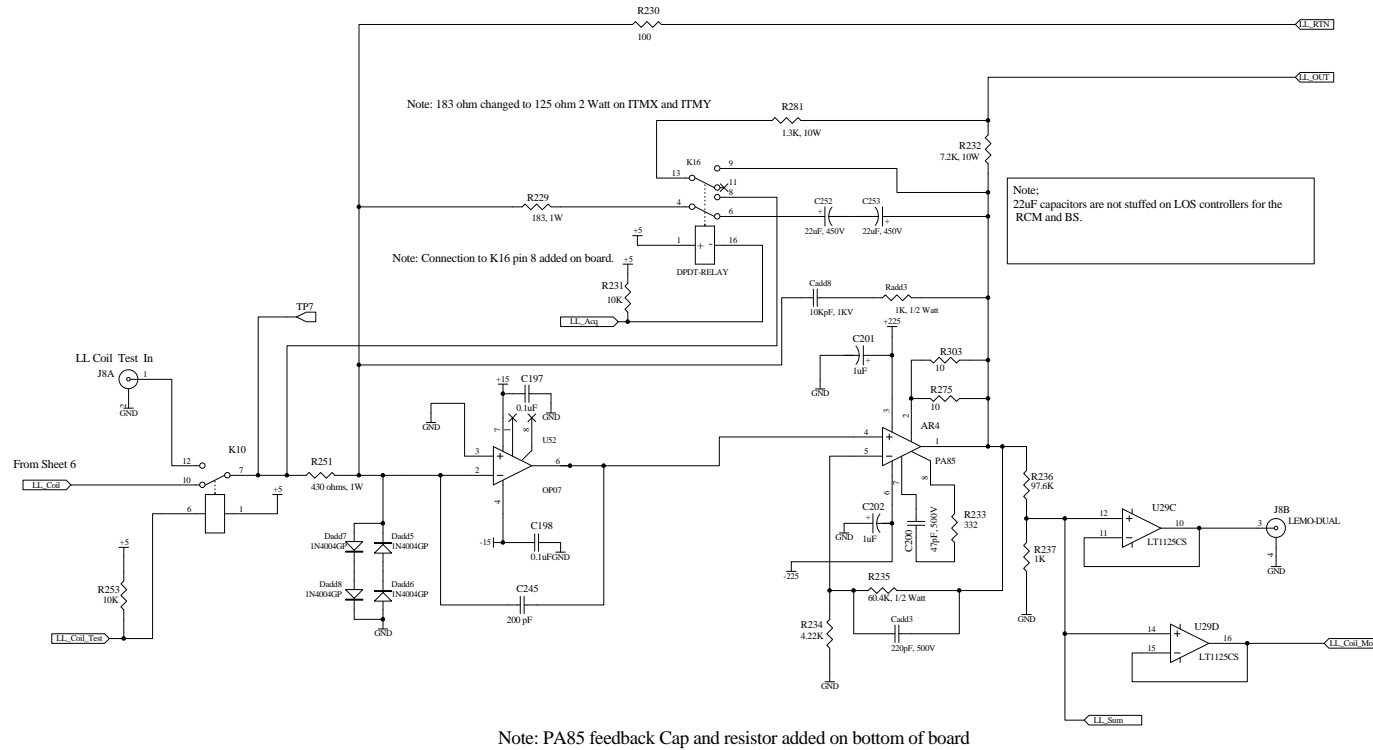 R230
100
LL_RTN
LL_OUT
Note: 183 ohm changed to 125 ohm 2 Watt on ITMX and ITMY
R281
1.3K, 10W
R232
7.2K, 10W
K16
9
13
11
8
Note;
22uF capacitors are not stuffed on LOS controllers for the
RCM and BS.
R229
183, 1W
4
6
C252
+
22uF, 450V
C253
+
22uF, 450V
+5
1
+ -
16
DPDT-RELAY
Note: Connection to K16 pin 8 added on board.
+5
R231
10K
LL_Acq
Cadd8
10KpF, 1KV
Radd3
1K, 1/2 Watt
TP7
+225
C201
+
1uF
GND
R303
10
R275
10
LL Coil Test In
J8A
1
2
GND
+15
C197
0.1uF
GND
GND
7
1
8
U52
3
+
2
-
6
4
OP07
-15
C198
0.1uF
GND
3
2
AR4
4
+
5
-
1
PA85
6
7
8
K10
12
10
7
From Sheet 6
LL_Coil
6
1
+5
R251
430 ohms, 1W
C202
+
1uF
GND
-225
C200
47pF, 500V
R233
332
R236
97.6K
R237
1K
GND
U29C
12
+
11
-
10
LT1125CS
J8B
3
LEMO-DUAL
4
GND
Dadd7
1N4004GP
Dadd5
1N4004GP
Dadd8
1N4004GP
Dadd6
1N4004GP
GND
+5
R253
10K
LL_Coil_Test
C245
200 pF
R235
60.4K, 1/2 Watt
Cadd3
220pF, 500V
R234
4.22K
GND
U29D
14
+
15
-
16
LT1125CS
LL_Coil_Mo
LL_Sum
Note: PA85 feedback Cap and resistor added on bottom of board